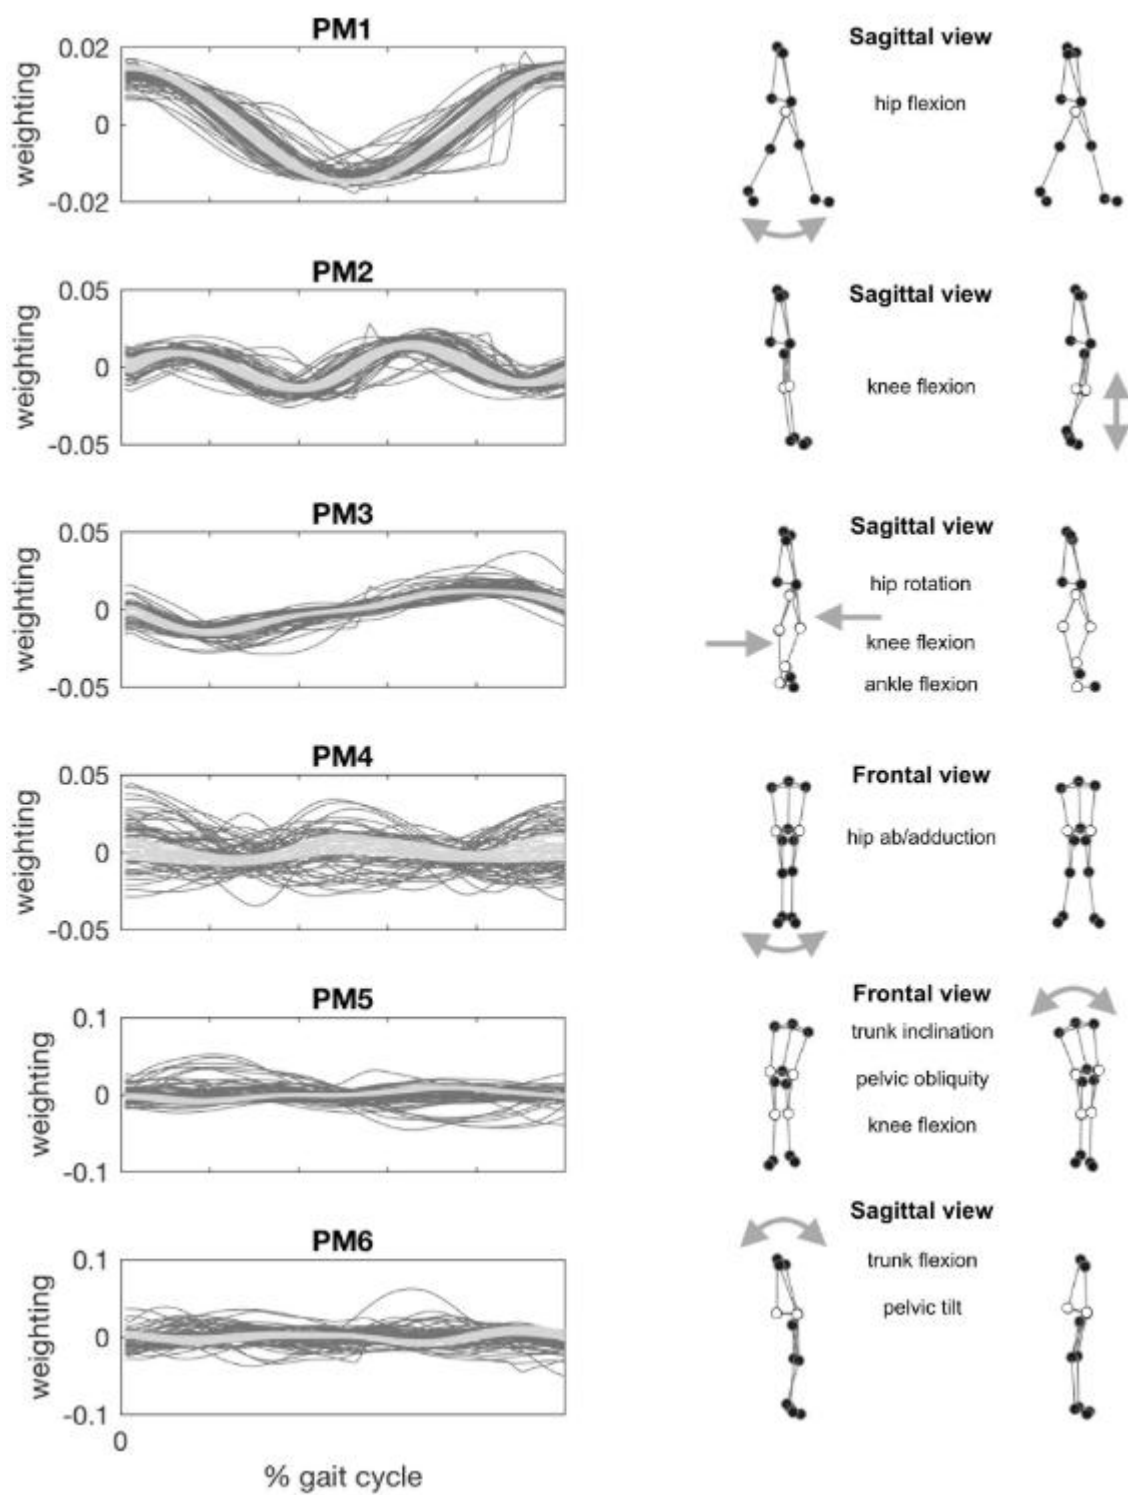 PM1
0.02
0
-0.02
weighting
Sagittal view
hip flexion
PM2
0.05
0
-0.05
weighting
Sagittal view
knee flexion
PM3
0.05
0
-0.05
weighting
Sagittal view
hip rotation
knee flexion
ankle flexion
PM4
0.05
0
-0.05
weighting
Frontal view
hip ab/adduction
PM5
0.1
0
-0.1
weighting
Frontal view
trunk inclination
pelvic obliquity
knee flexion
PM6
0.1
0
-0.1
weighting
Sagittal view
trunk flexion
pelvic tilt
0
% gait cycle